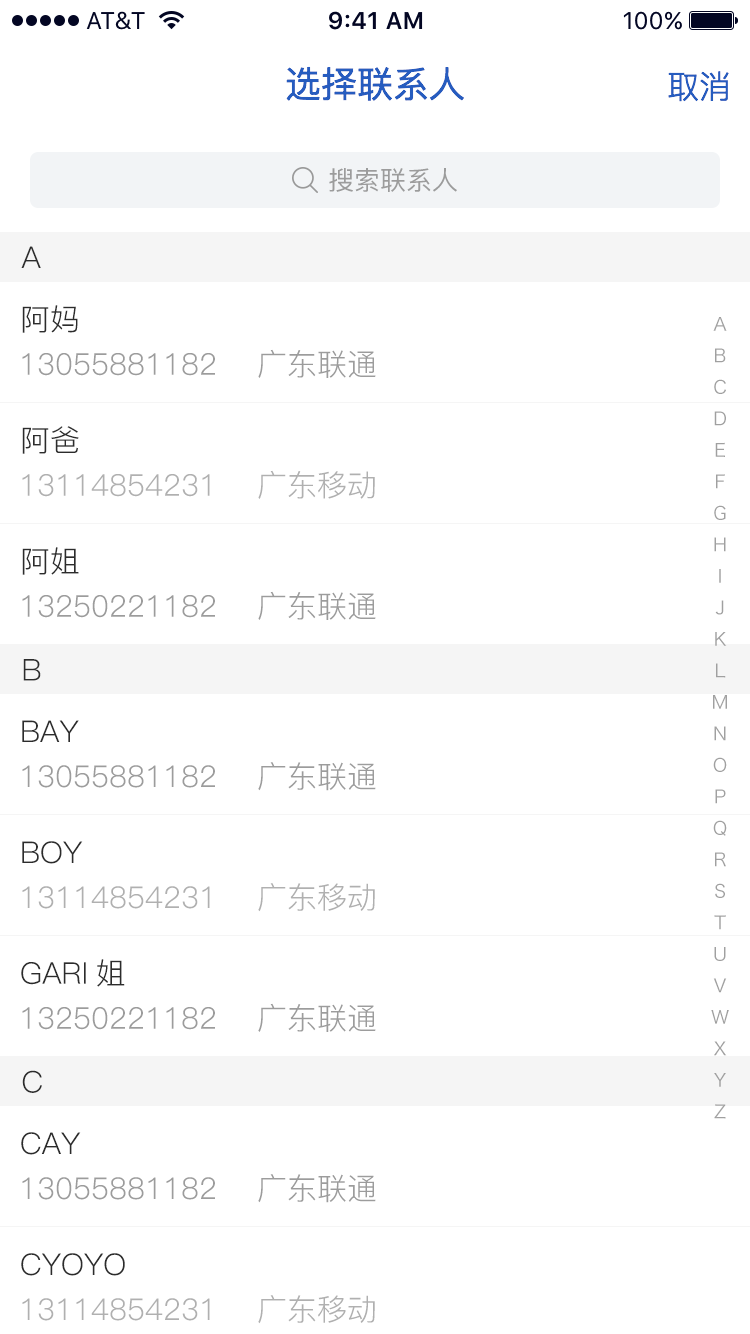 AT&T 9:41 AM 100%
选择联系人 取消
搜索联系人
A
阿妈
13055881182 广东联通
阿爸
13114854231 广东移动
阿姐
13250221182 广东联通
B
BAY
13055881182 广东联通
BOY
13114854231 广东移动
GARI 姐
13250221182 广东联通
C
CAY
13055881182 广东联通
CYOYO
13114854231 广东移动
A
B
C
D
E
F
G
H
I
J
K
L
M
N
O
P
Q
R
S
T
U
V
W
X
Y
Z